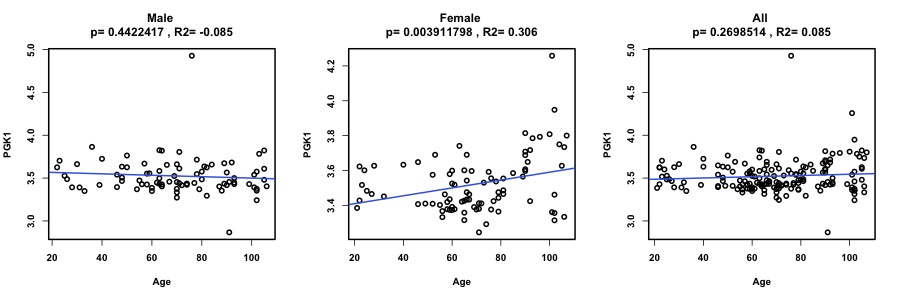 Male
p= 0.4422417 , R2= -0.085
PGK1
5.0
4.5
4.0
3.5
3.0
20 40 60 80 100
Age
Female
p= 0.003911798 , R2= 0.306
PGK1
4.2
4.0
3.8
3.6
3.4
20 40 60 80 100
Age
All
p= 0.2698514 , R2= 0.085
PGK1
5.0
4.5
4.0
3.5
3.0
20 40 60 80 100
Age